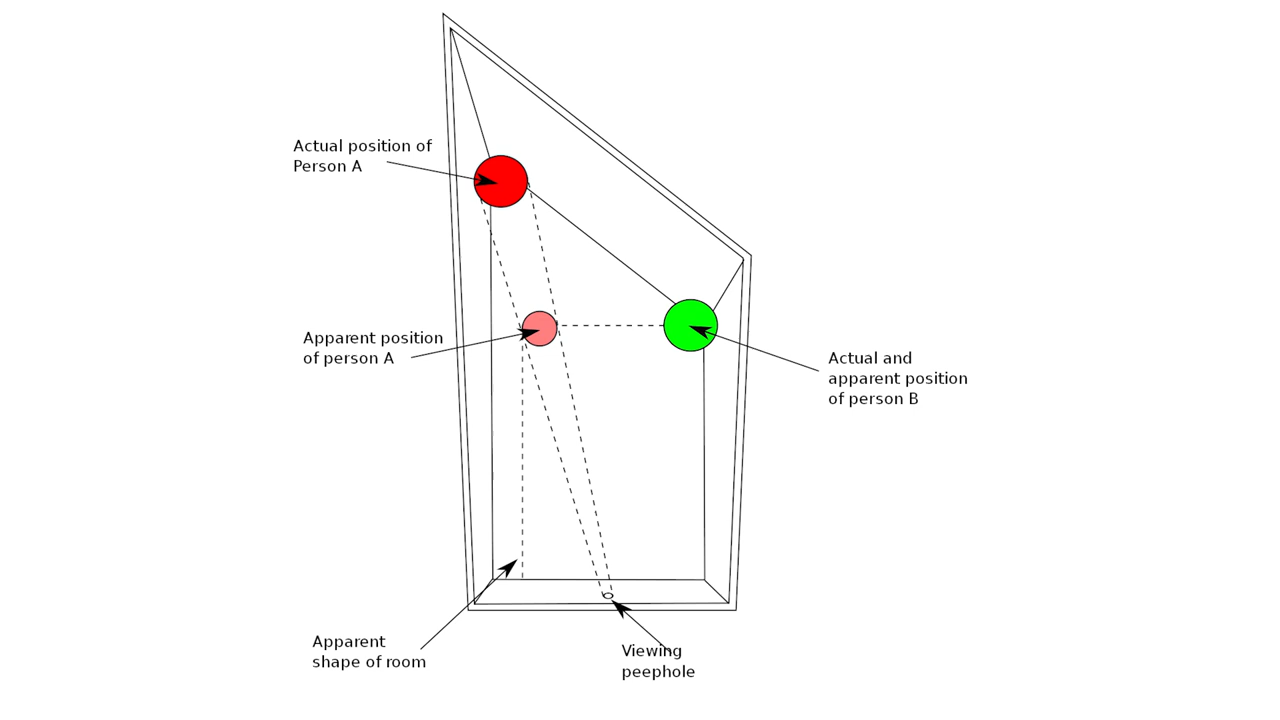 Actual position of
Person A
Apparent position
of person A
Actual and
apparent position
of person B
Apparent
shape of room
Viewing
peephole